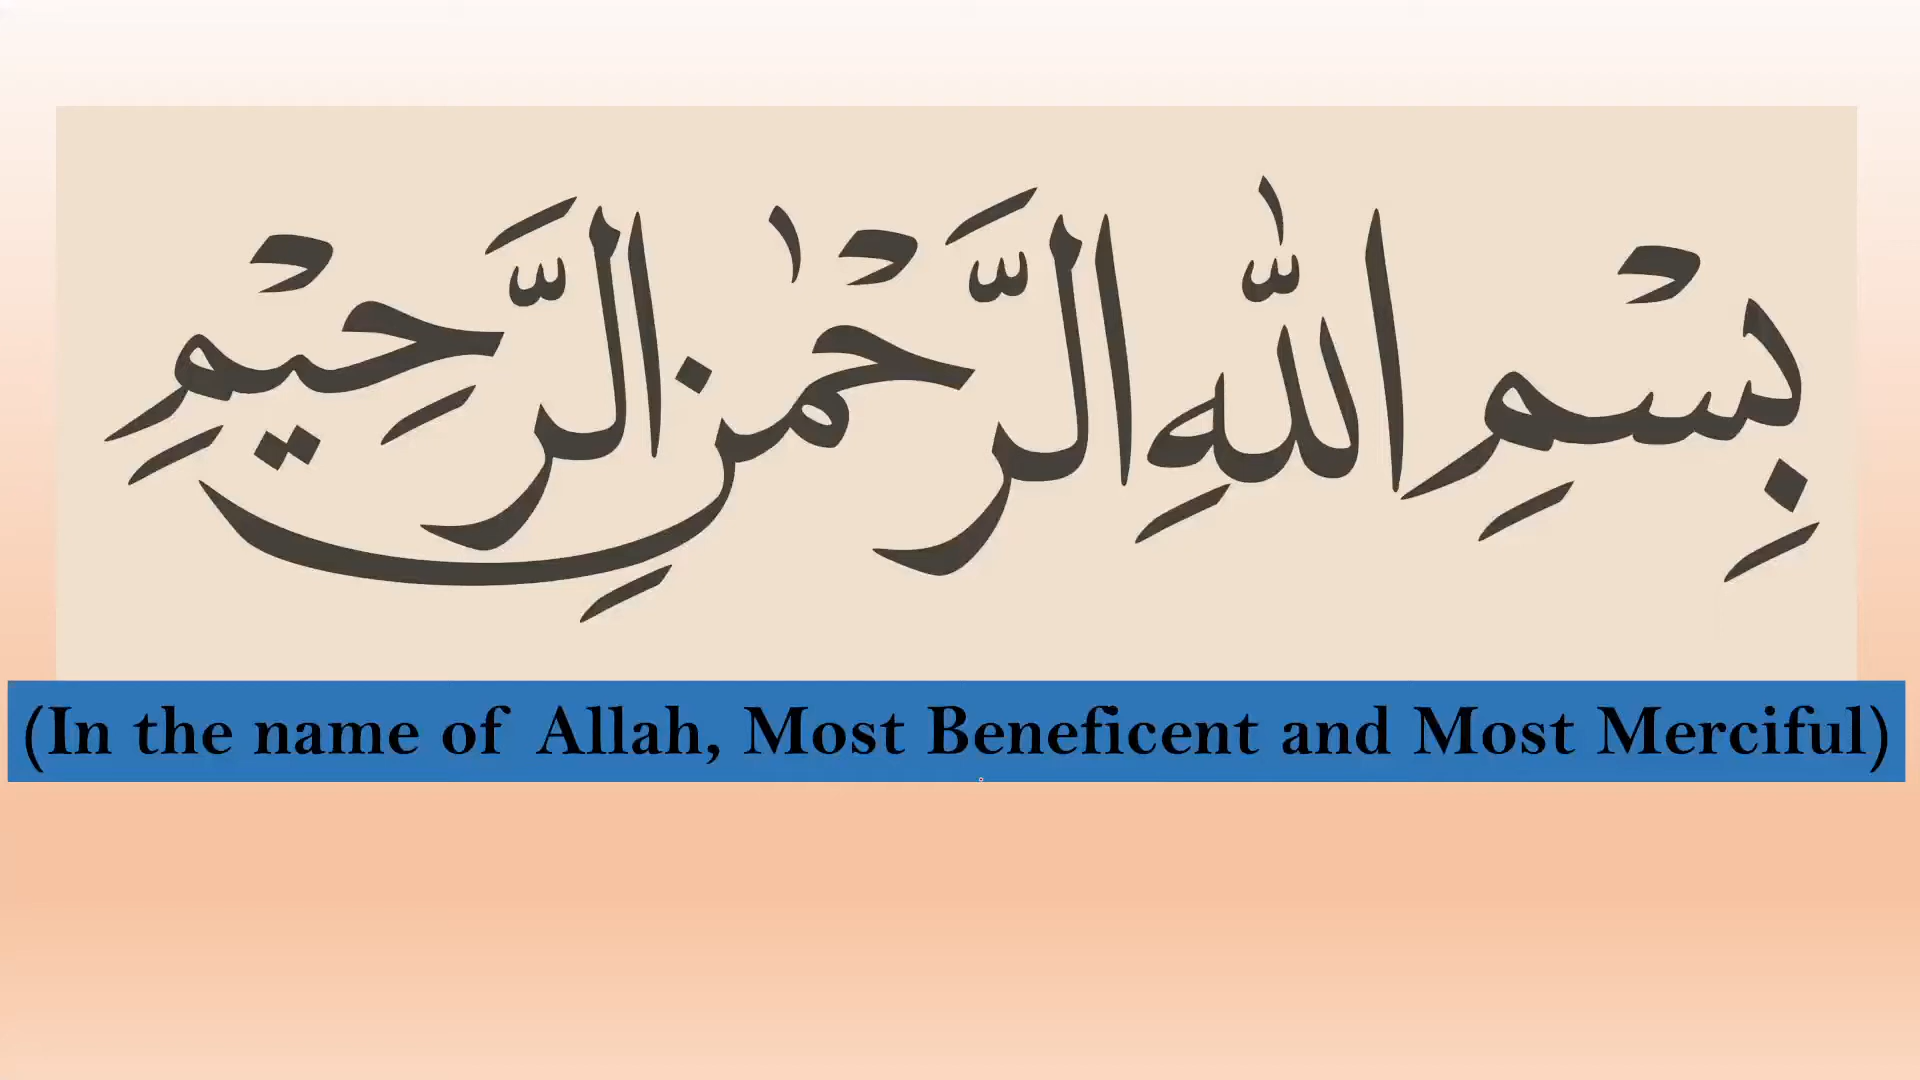 بِسْمِ اللّٰهِ الرَّحْمٰنِ الرَّحِيْمِ
(In the name of Allah, Most Beneficent and Most Merciful)